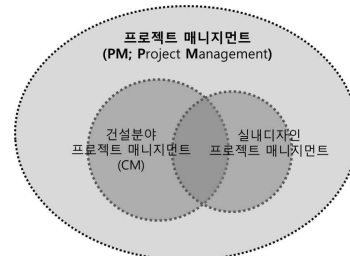 프로젝트 매니지먼트
(PM; Project Management)
건설분야
프로젝트 매니지먼트
(CM)
실내디자인
프로젝트 매니지먼트